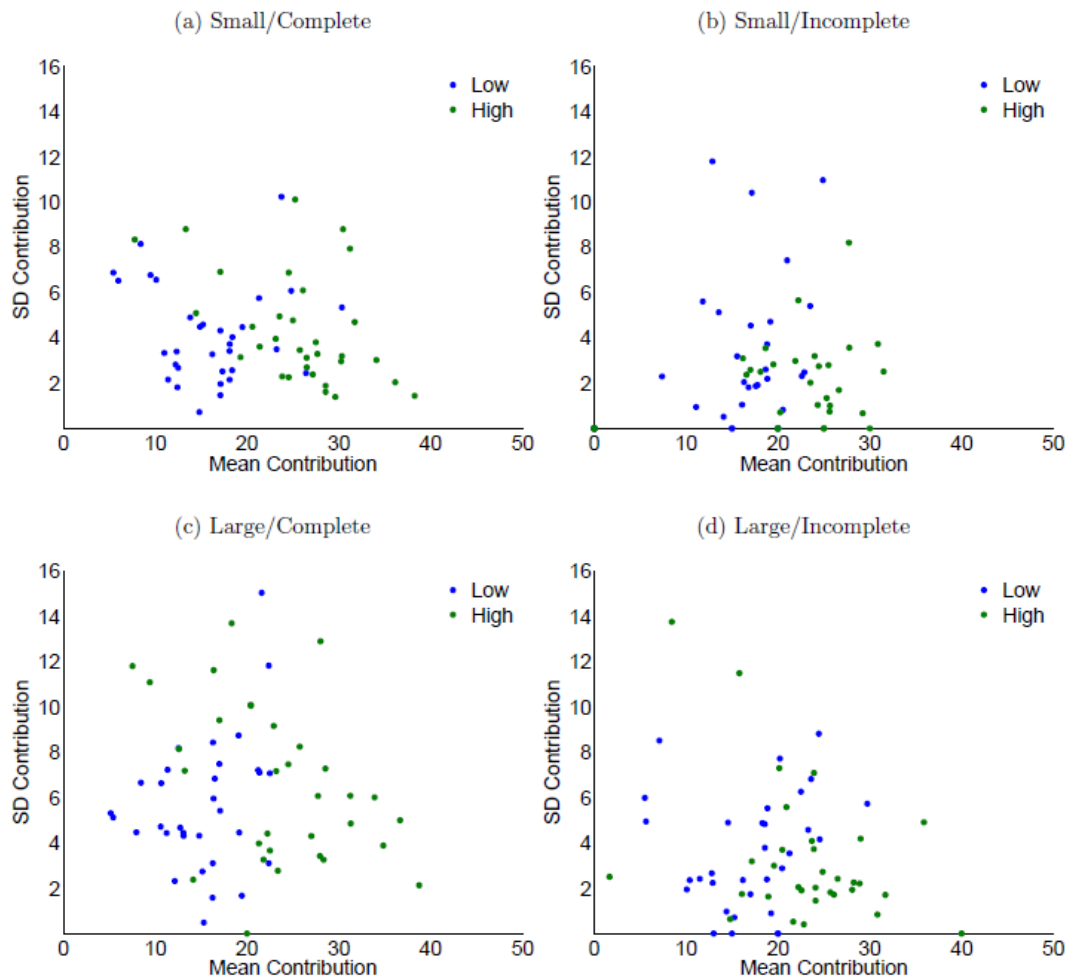 (a) Small/Complete
16
14
12
10
8
6
4
2
0 10 20 30 40 50
SD Contribution
Mean Contribution
Low
High
(b) Small/Incomplete
16
14
12
10
8
6
4
2
0 10 20 30 40 50
SD Contribution
Mean Contribution
Low
High
(c) Large/Complete
16
14
12
10
8
6
4
2
0 10 20 30 40 50
SD Contribution
Mean Contribution
Low
High
(d) Large/Incomplete
16
14
12
10
8
6
4
2
0 10 20 30 40 50
SD Contribution
Mean Contribution
Low
High